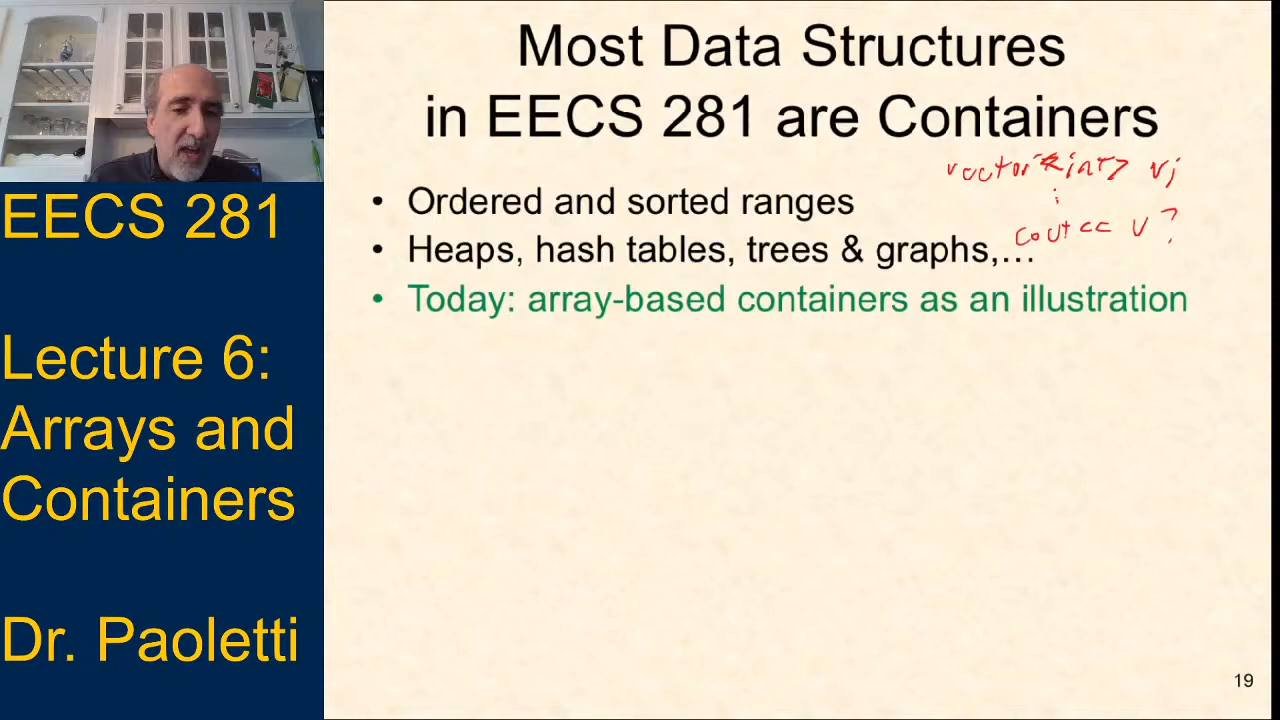 Most Data Structures
in EECS 281 are Containers
vector<int> v;
:
cout << v ?
• Ordered and sorted ranges
• Heaps, hash tables, trees & graphs,…
• Today: array-based containers as an illustration
EECS 281
Lecture 6:
Arrays and
Containers
Dr. Paoletti
19